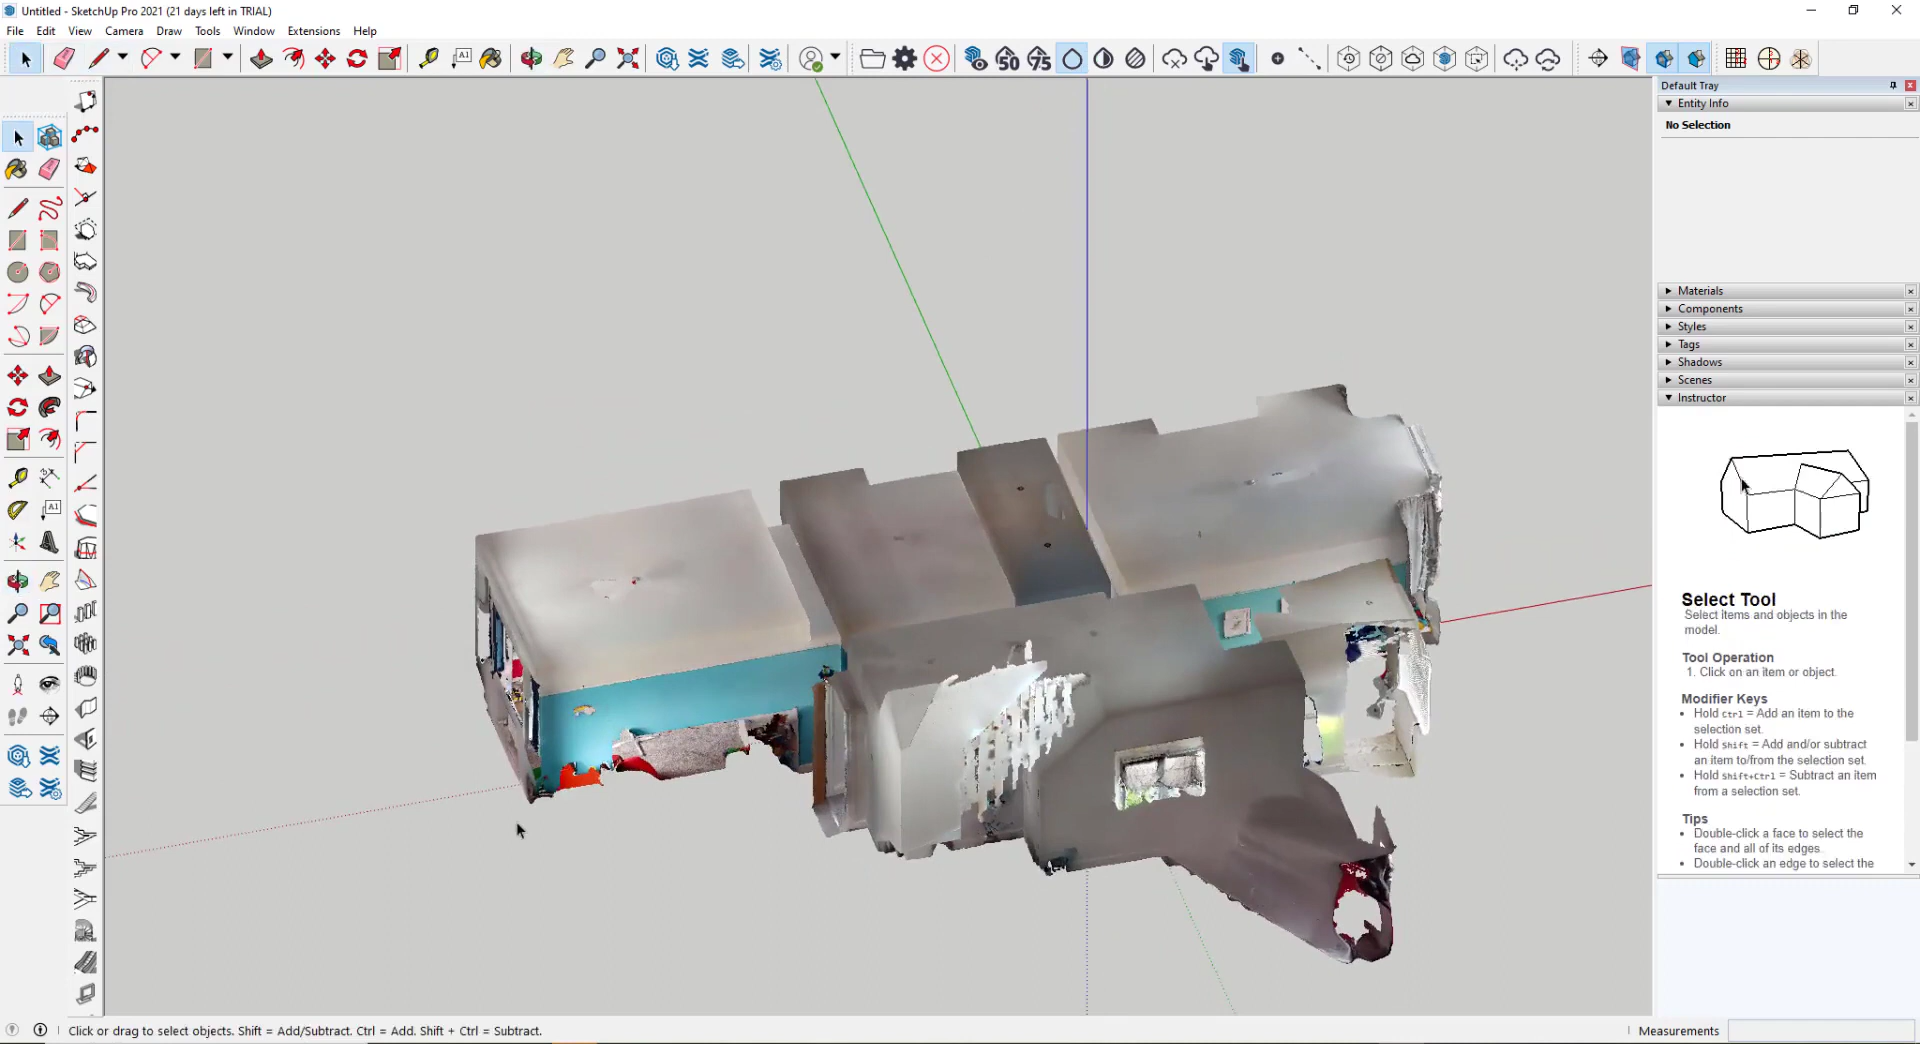 Untitled - SketchUp Pro 2021 (21 days left in TRIAL)
File Edit View Camera Draw Tools Window Extensions Help
A1 50 75
Default Tray
Entity Info
No Selection
Materials
Components
Styles
Tags
Shadows
Scenes
Instructor
A1
Select Tool
Select items and objects in the
model.
Tool Operation
1. Click on an item or object.
Modifier Keys
• Hold Ctrl = Add an item to the
selection set.
• Hold Shift = Add and/or subtract
an item to/from the selection set.
• Hold Shift+Ctrl = Subtract an item
from a selection set.
Tips
• Double-click a face to select the
face and all of its edges.
• Double-click an edge to select the
Click or drag to select objects. Shift = Add/Subtract. Ctrl = Add. Shift + Ctrl = Subtract.
Measurements